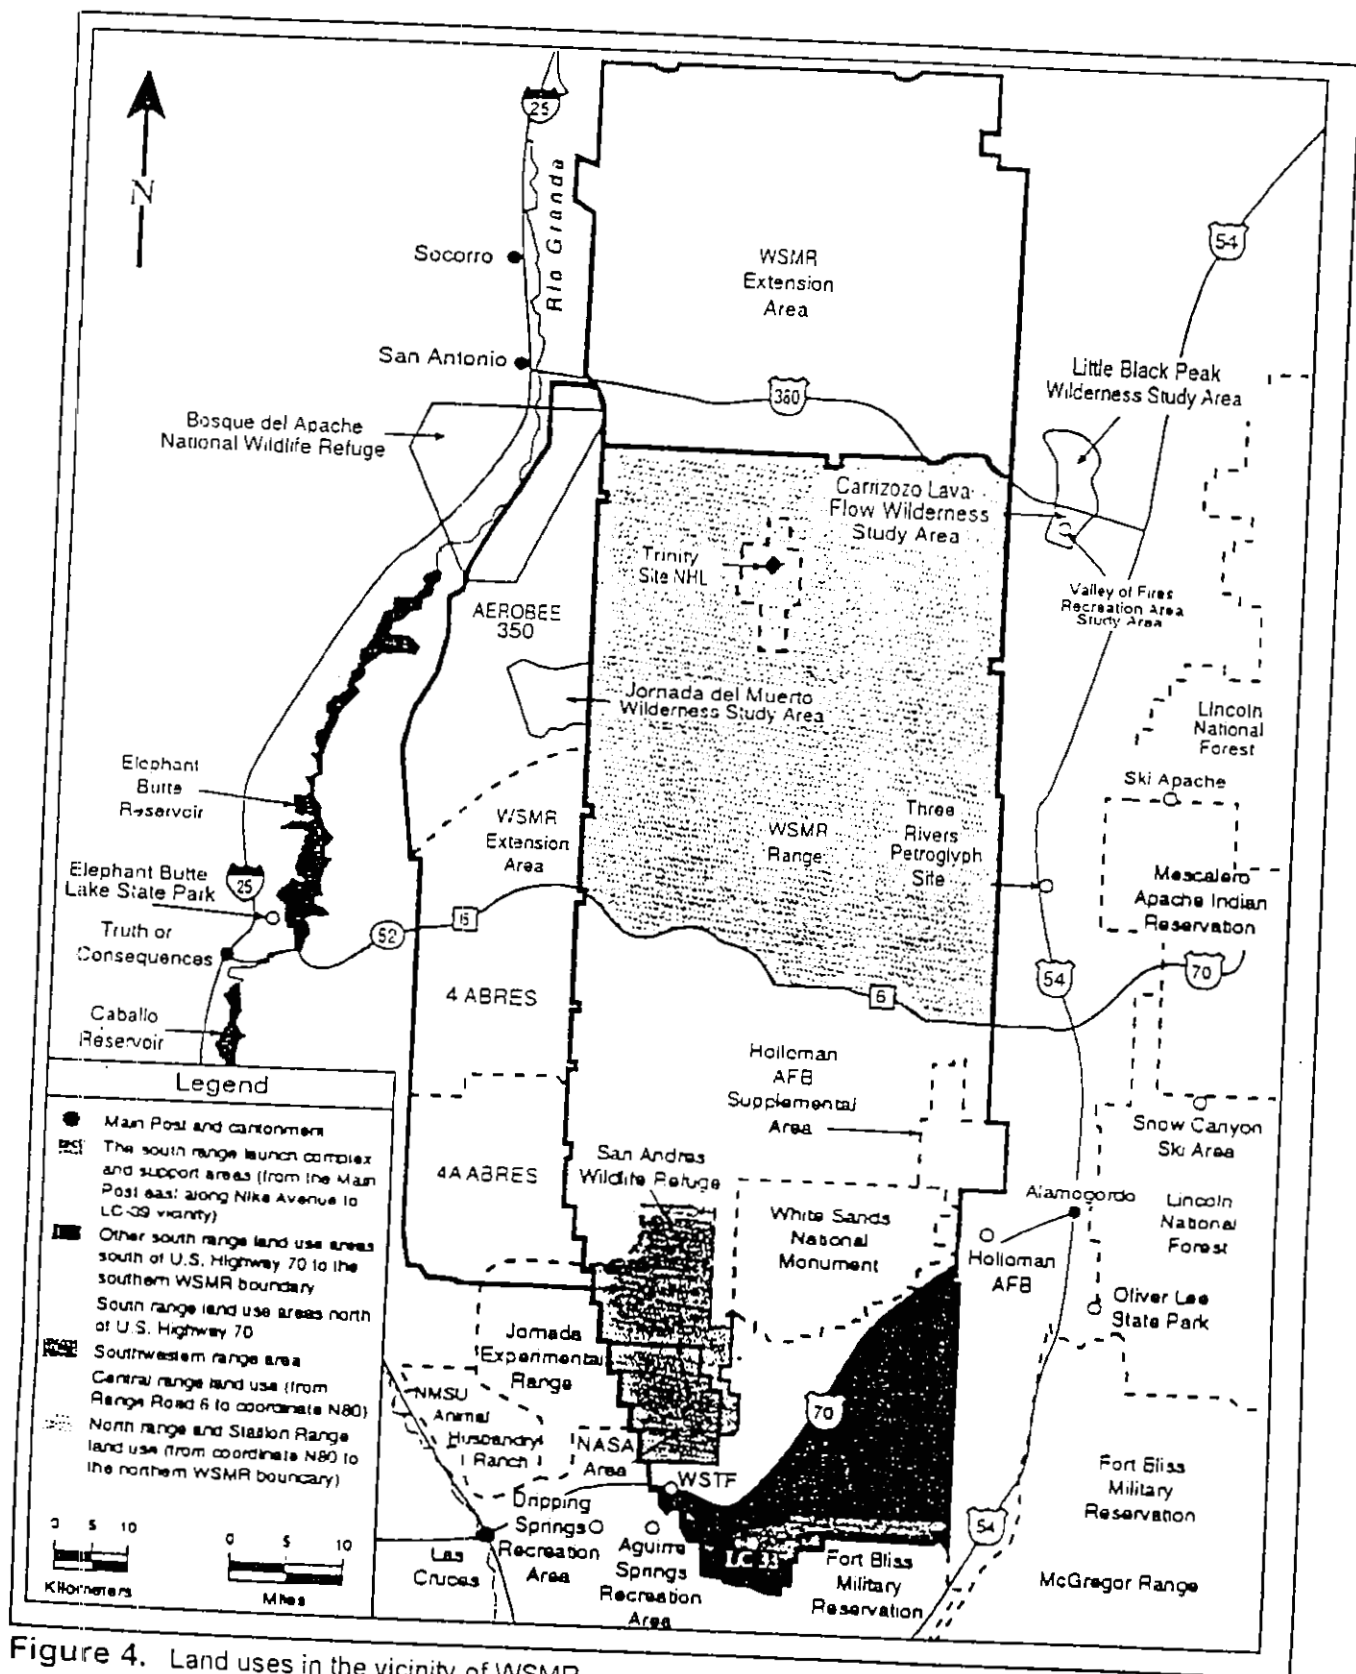 N
25
Rio Grande
Socorro
San Antonio
WSMR
Extension
Area
54
380
Little Black Peak
Wilderness Study Area
Bosque del Apache
National Wildlife Refuge
Carrizozo Lava
Flow Wilderness
Study Area
Trinity
Site NHL
Valley of Fires
Recreation Area
Study Area
AEROBEE
350
Jornada del Muerto
Wilderness Study Area
Lincoln
National
Forest
Ski Apache
Elephant
Butte
Reservoir
WSMR
Extension
Area
WSMR
Range
Three
Rivers
Petroglyph
Site
Elephant Butte
Lake State Park
25
Mescalero
Apache Indian
Reservation
Truth or
Consequences
52
6
4 ABRES
6
54
70
Caballo
Reservoir
Holloman
AFB
Supplemental
Area
Snow Canyon
Ski Area
4A ABRES
San Andres
Wildlife Refuge
White Sands
National
Monument
Alamogordo
Holloman
AFB
Lincoln
National
Forest
Oliver Lee
State Park
Jornada
Experimental
Range
NMSU
Animal
Husbandry
Ranch
NASA
Area
WSTF
70
Fort Bliss
Military
Reservation
Dripping
Springs
Recreation
Area
Aguirre
Springs
Recreation
Area
Las
Cruces
LC-33
Fort Bliss
Military
Reservation
54
McGregor Range
Legend
Main Post and cantonment
The south range launch complex
and support areas (from the Main
Post east along Nike Avenue to
LC-39 vicinity)
Other south range land use areas
south of U.S. Highway 70 to the
southern WSMR boundary
South range land use areas north
of U.S. Highway 70
Southwestern range area
Central range land use (from
Range Road 6 to coordinate N80)
North range and Stallion Range
land use (from coordinate N80 to
the northern WSMR boundary)
0 5 10
Kilometers
0 5 10
Miles
Figure 4. Land uses in the vicinity of WSMR